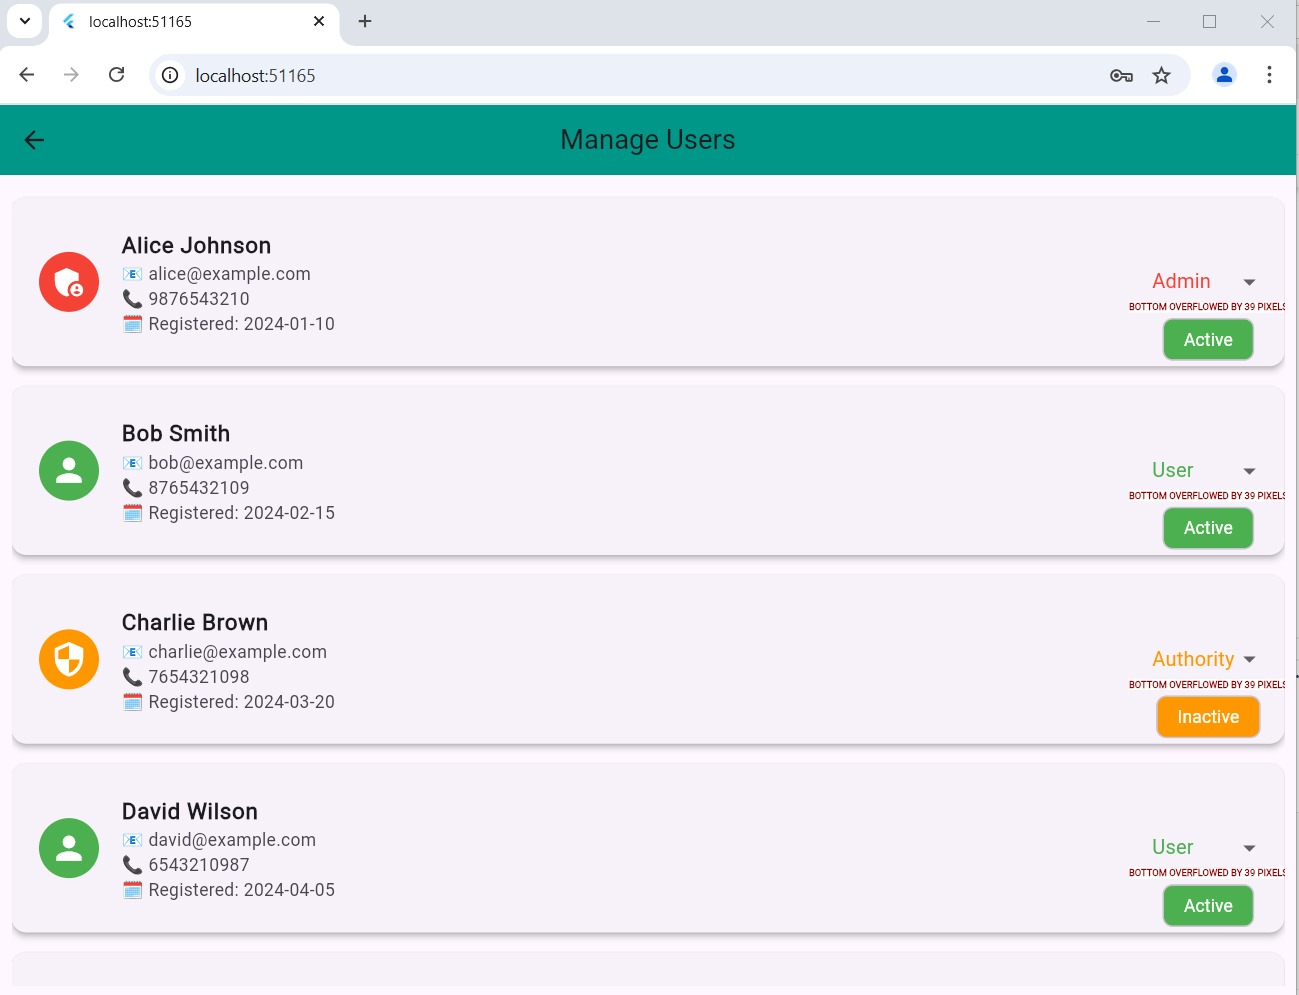 localhost:51165
localhost:51165
Manage Users
Alice Johnson
📧 alice@example.com
📞 9876543210
🗓️ Registered: 2024-01-10
Admin
BOTTOM OVERFLOWED BY 39 PIXELS
Active
Bob Smith
📧 bob@example.com
📞 8765432109
🗓️ Registered: 2024-02-15
User
BOTTOM OVERFLOWED BY 39 PIXELS
Active
Charlie Brown
📧 charlie@example.com
📞 7654321098
🗓️ Registered: 2024-03-20
Authority
BOTTOM OVERFLOWED BY 39 PIXELS
Inactive
David Wilson
📧 david@example.com
📞 6543210987
🗓️ Registered: 2024-04-05
User
BOTTOM OVERFLOWED BY 39 PIXELS
Active